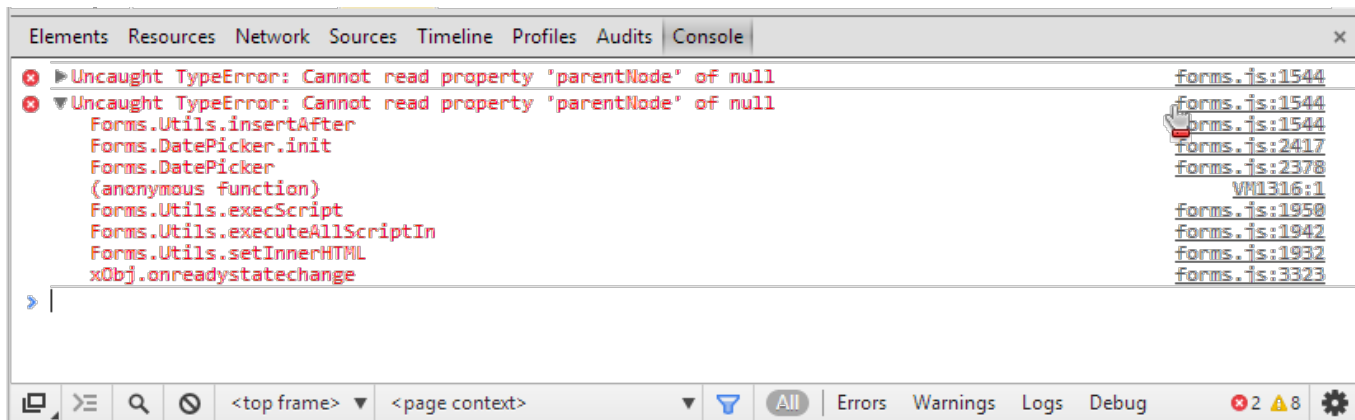 Elements Resources Network Sources Timeline Profiles Audits Console
Uncaught TypeError: Cannot read property 'parentNode' of null forms.js:1544
Uncaught TypeError: Cannot read property 'parentNode' of null forms.js:1544
Forms.Utils.insertAfter forms.js:1544
Forms.DatePicker.init forms.js:2417
Forms.DatePicker forms.js:2378
(anonymous function) VM1316:1
Forms.Utils.execScript forms.js:1950
Forms.Utils.executeAllScriptIn forms.js:1942
Forms.Utils.setInnerHTML forms.js:1932
xObj.onreadystatechange forms.js:3323
<top frame> <page context> All Errors Warnings Logs Debug 2 8